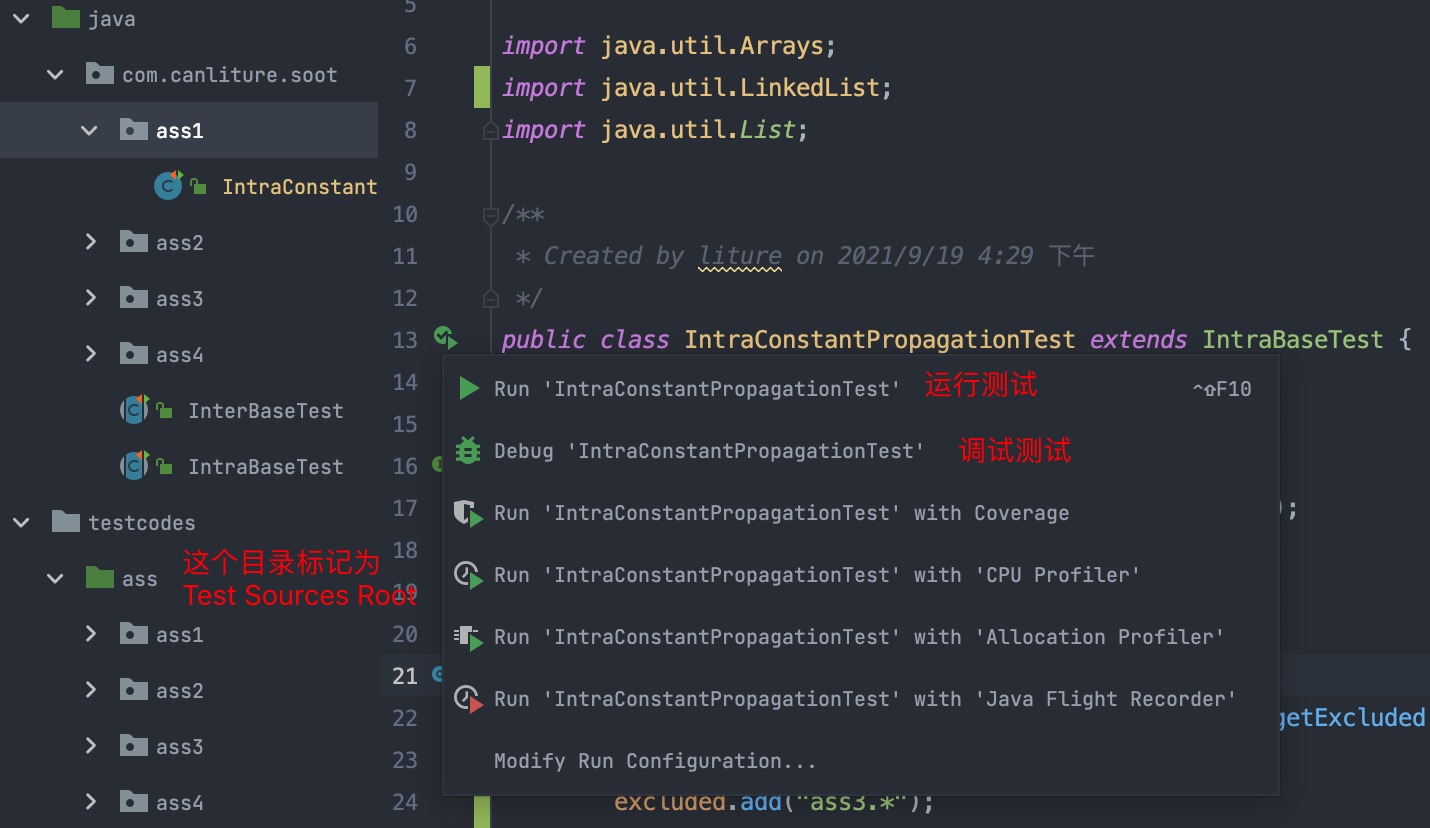 java
com.canliture.soot
ass1
IntraConstant
ass2
ass3
ass4
InterBaseTest
IntraBaseTest
testcodes
ass
这个目录标记为
Test Sources Root
ass1
ass2
ass3
ass4
5
6 import java.util.Arrays;
7 import java.util.LinkedList;
8 import java.util.List;
9
10 /**
11 * Created by liture on 2021/9/19 4:29 下午
12 */
13 public class IntraConstantPropagationTest extends IntraBaseTest {
14
15
16
17 );
18
19
20
21
22 getExcluded
23
24 excluded.add("ass3.*");
Run 'IntraConstantPropagationTest' 运行测试 ^⇧F10
Debug 'IntraConstantPropagationTest' 调试测试
Run 'IntraConstantPropagationTest' with Coverage
Run 'IntraConstantPropagationTest' with 'CPU Profiler'
Run 'IntraConstantPropagationTest' with 'Allocation Profiler'
Run 'IntraConstantPropagationTest' with 'Java Flight Recorder'
Modify Run Configuration...